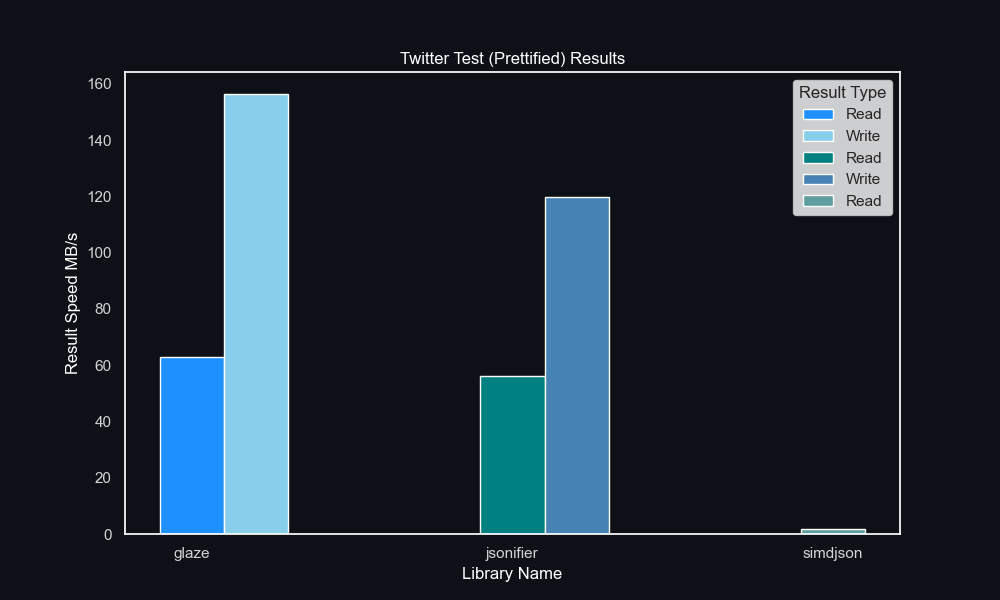 Twitter Test (Prettified) Results
Result Speed MB/s
160
140
120
100
80
60
40
20
0
Result Type
Read
Write
Read
Write
Read
glaze
jsonifier
simdjson
Library Name